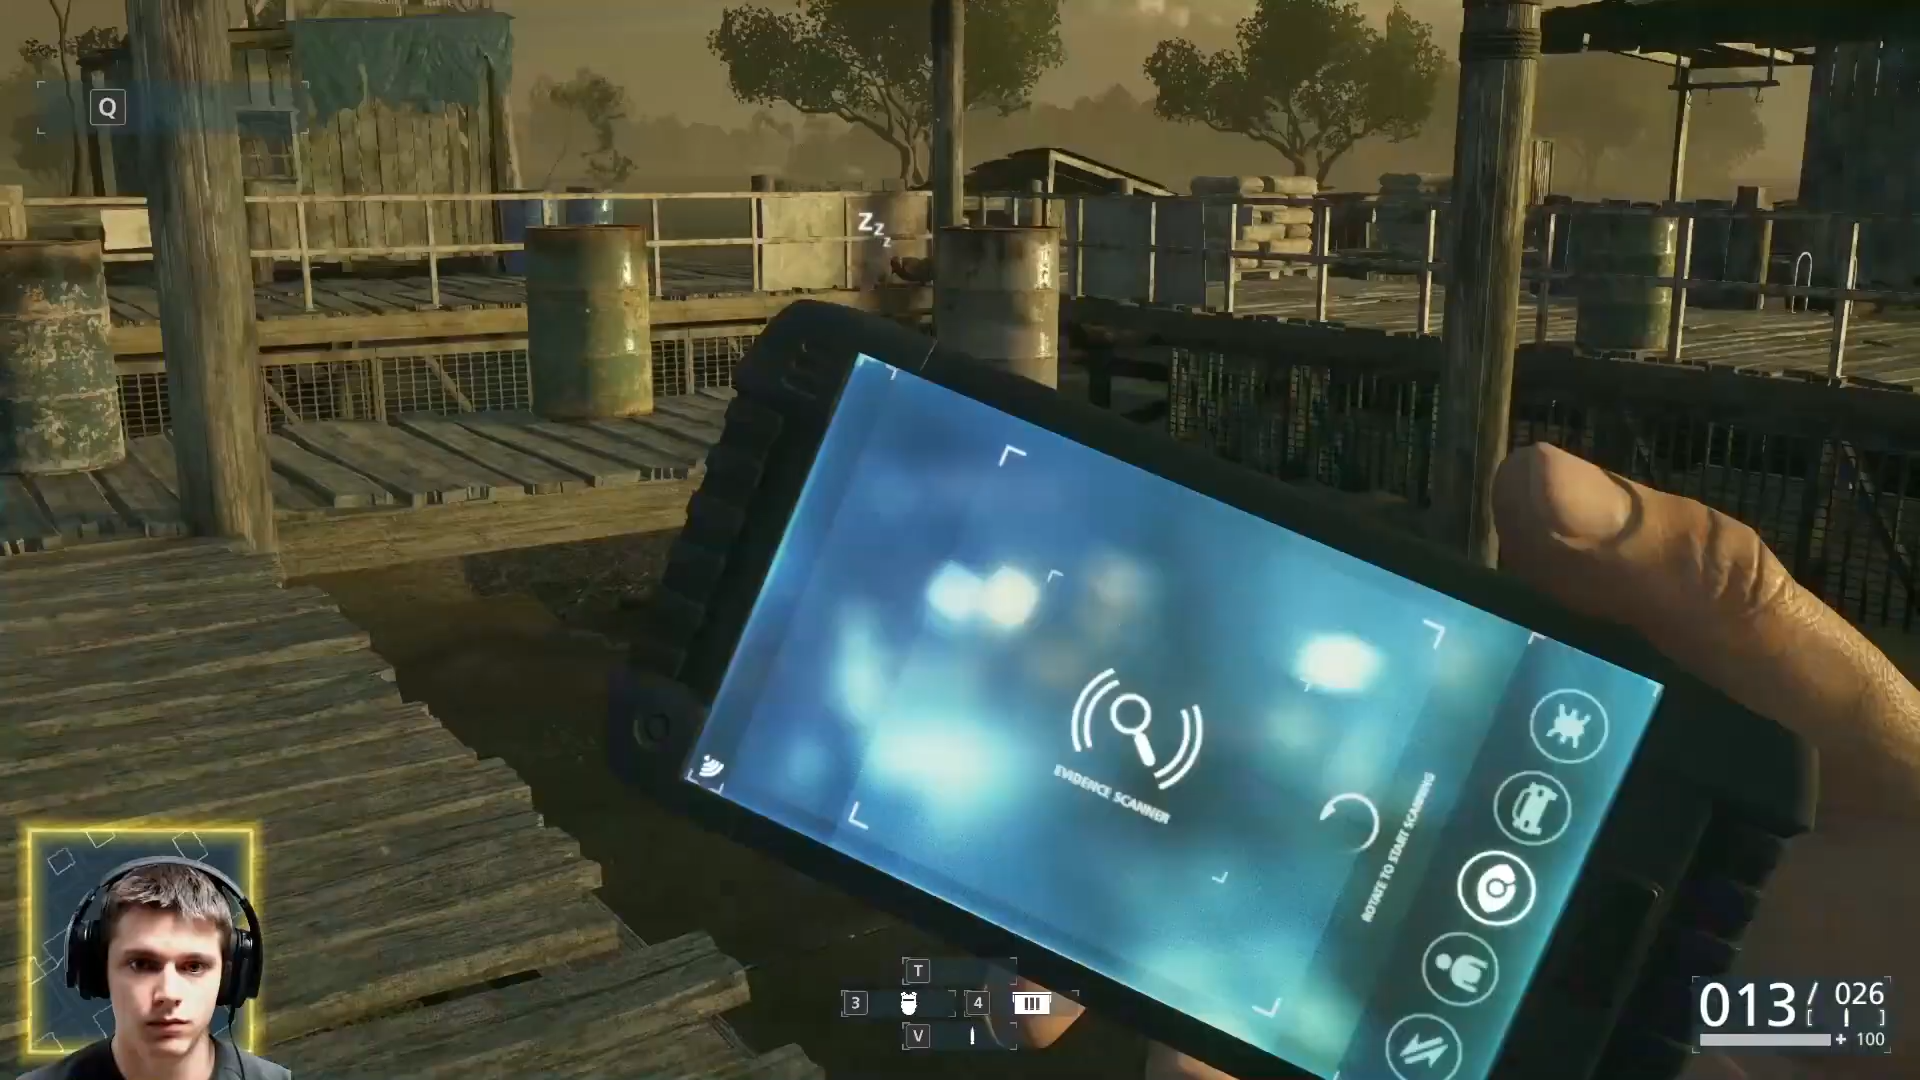 Q
Zzz
EVIDENCE SCANNER
ROTATE TO START SCANNING
T
3
4
V
013/ 026
+ 100